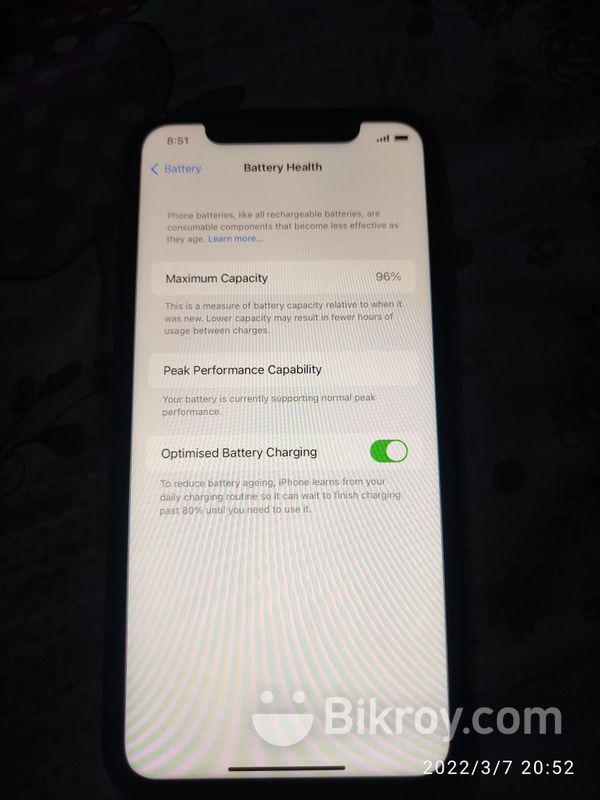 8:51
Battery
Battery Health
Phone batteries, like all rechargeable batteries, are
consumable components that become less effective as
they age. Learn more...
Maximum Capacity 96%
This is a measure of battery capacity relative to when it
was new. Lower capacity may result in fewer hours of
usage between charges.
Peak Performance Capability
Your battery is currently supporting normal peak
performance.
Optimised Battery Charging
To reduce battery ageing, iPhone learns from your
daily charging routine so it can wait to finish charging
past 80% until you need to use it.
Bikroy.com
2022/3/7 20:52